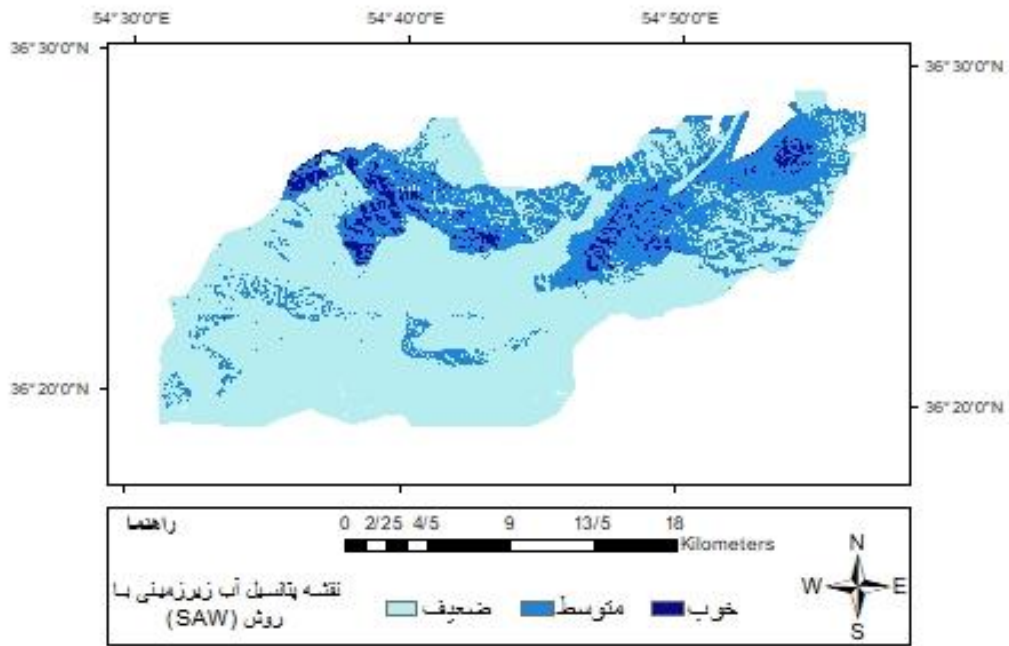 54°30'0"E 54°40'0"E 54°50'0"E
36°30'0"N
36°30'0"N
36°20'0"N
36°20'0"N
راهنما
0 2/25 4/5 9 13/5 18
Kilometers
نقشه پتانسیل آب زیرزمینی با
روش (SAW)
ضعیف متوسط خوب
N
W E
S